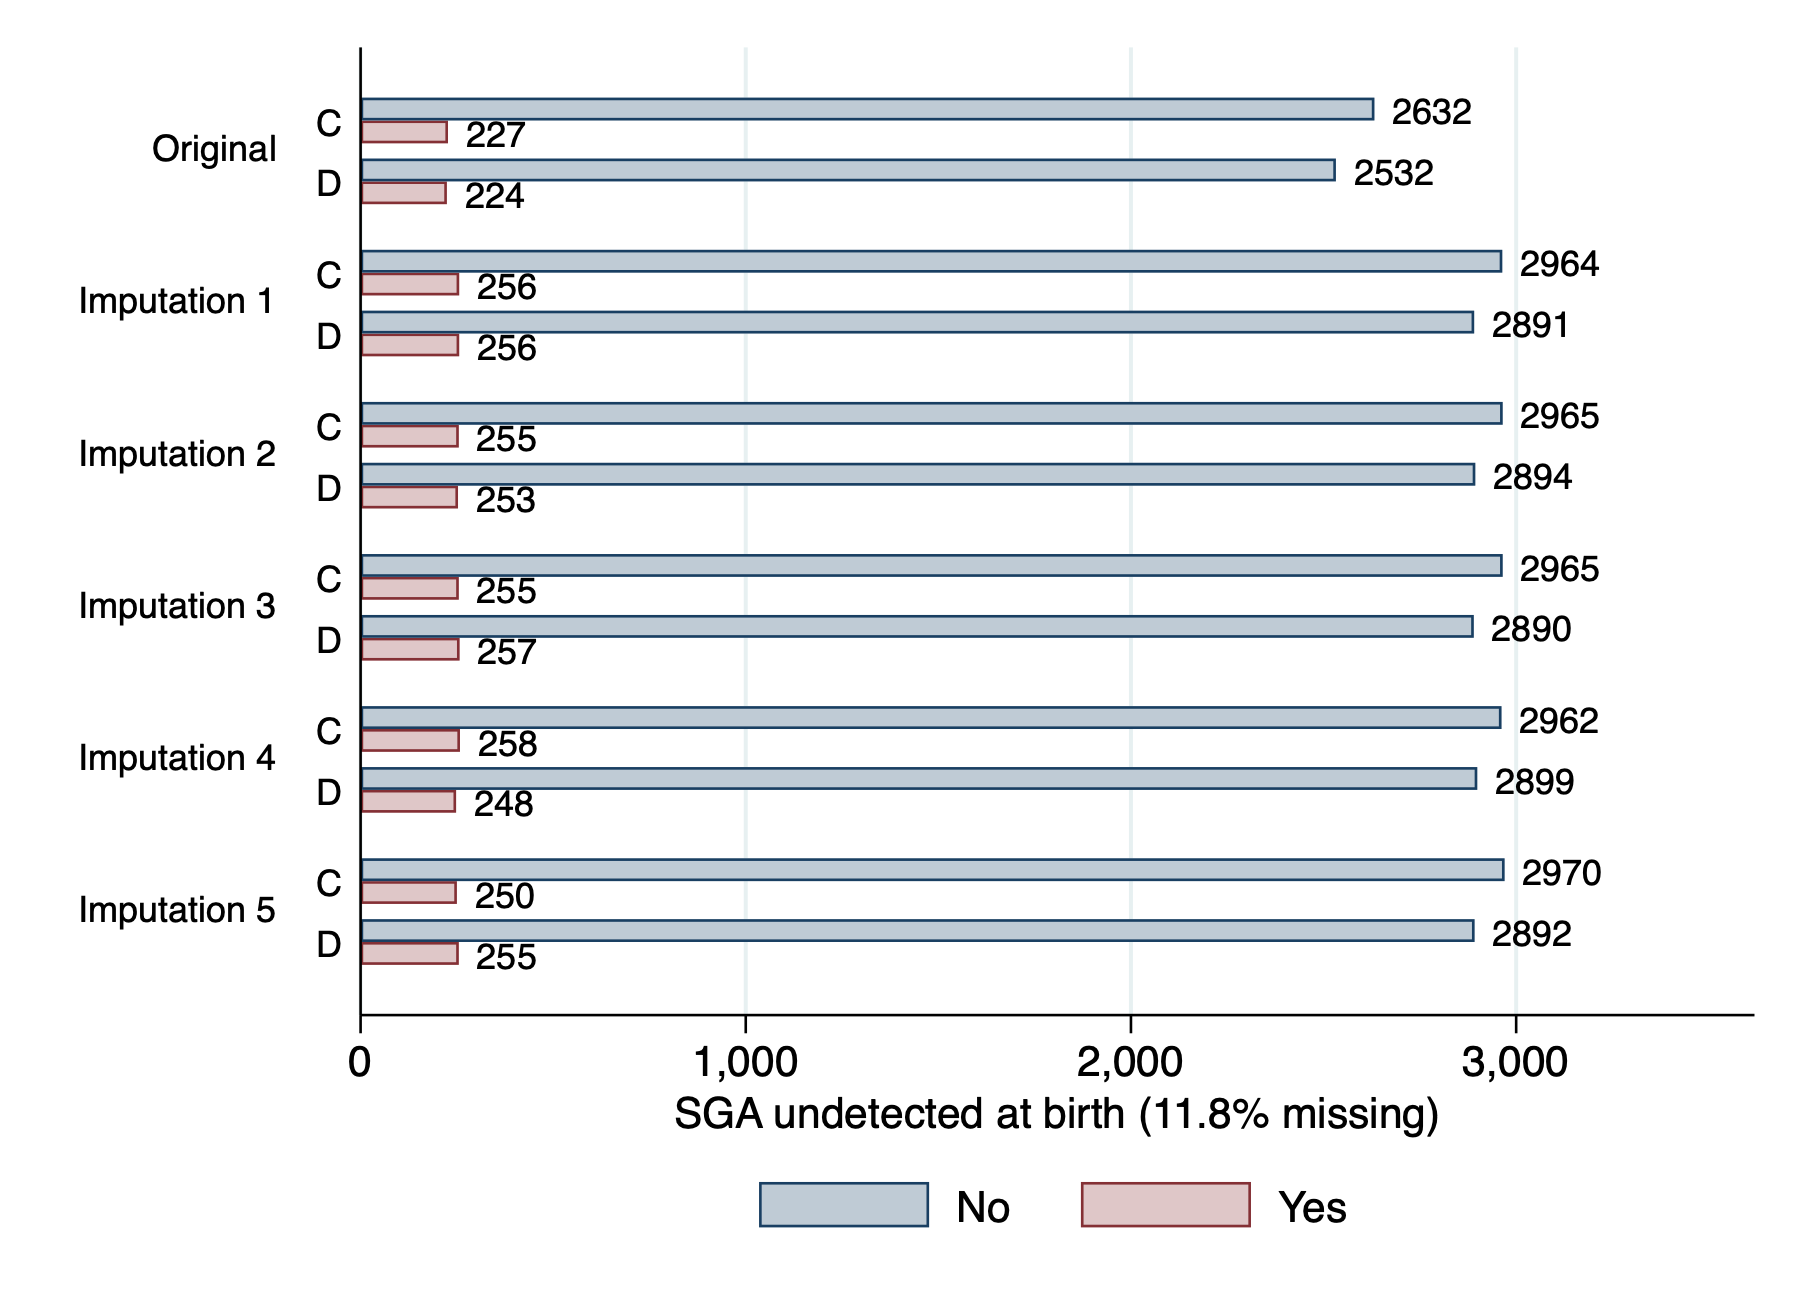 Original
C
2632
227
D
2532
224
Imputation 1
C
2964
256
D
2891
256
Imputation 2
C
2965
255
D
2894
253
Imputation 3
C
2965
255
D
2890
257
Imputation 4
C
2962
258
D
2899
248
Imputation 5
C
2970
250
D
2892
255
0 1,000 2,000 3,000
SGA undetected at birth (11.8% missing)
No Yes